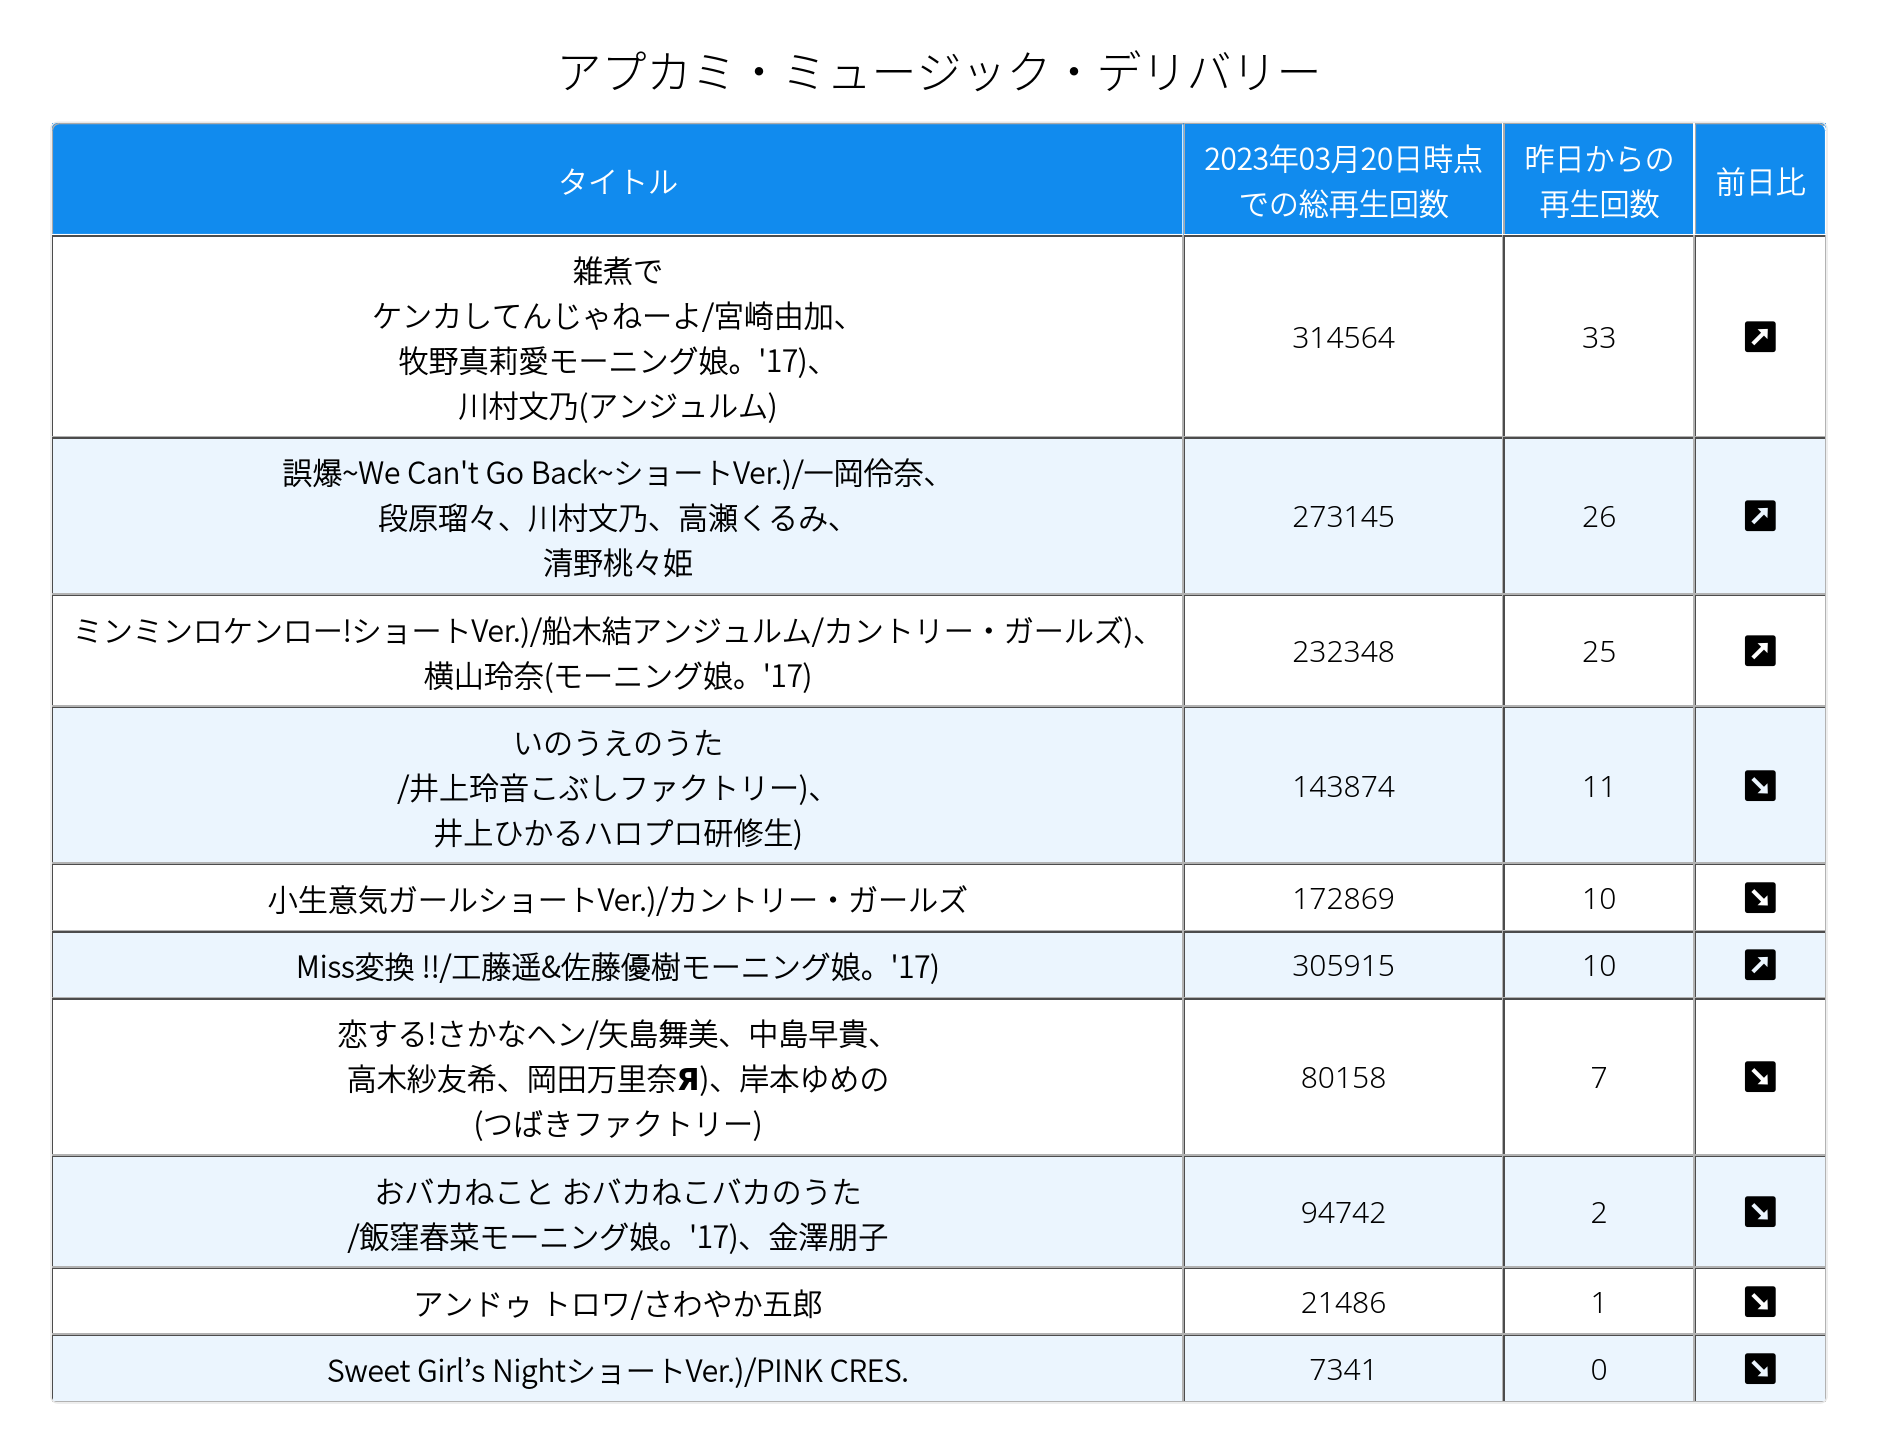 アプカミ・ミュージック・デリバリー
タイトル
2023年03月20日時点
での総再生回数
昨日からの
再生回数
前日比
雑煮で
ケンカしてんじゃねーよ/宮崎由加、
牧野真莉愛モーニング娘。'17)、
川村文乃(アンジュルム)
314564
33
誤爆~We Can't Go Back~ショートVer.)/一岡伶奈、
段原瑠々、川村文乃、高瀬くるみ、
清野桃々姫
273145
26
ミンミンロケンロー!ショートVer.)/船木結アンジュルム/カントリー・ガールズ)、
横山玲奈(モーニング娘。'17)
232348
25
いのうえのうた
/井上玲音こぶしファクトリー)、
井上ひかるハロプロ研修生)
143874
11
小生意気ガールショートVer.)/カントリー・ガールズ
172869
10
Miss変換 !!/工藤遥&佐藤優樹モーニング娘。'17)
305915
10
恋する!さかなヘン/矢島舞美、中島早貴、
高木紗友希、岡田万里奈Я)、岸本ゆめの
(つばきファクトリー)
80158
7
おバカねこと おバカねこバカのうた
/飯窪春菜モーニング娘。'17)、金澤朋子
94742
2
アンドゥ トロワ/さわやか五郎
21486
1
Sweet Girl’s NightショートVer.)/PINK CRES.
7341
0